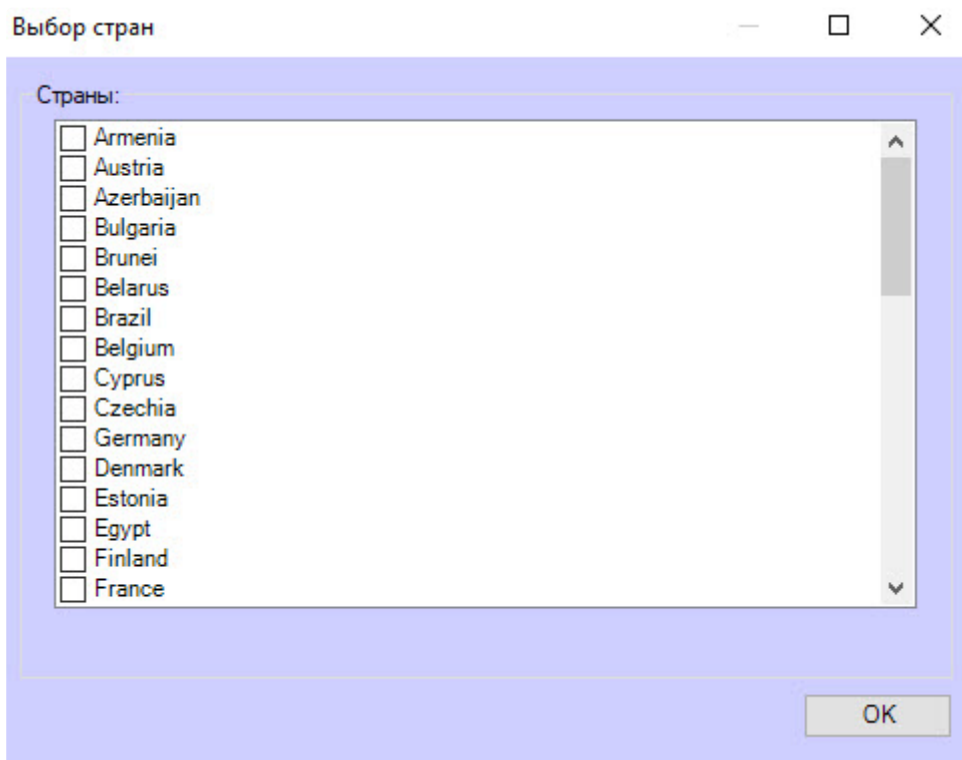 Выбор стран
Страны:
Armenia
Austria
Azerbaijan
Bulgaria
Brunei
Belarus
Brazil
Belgium
Cyprus
Czechia
Germany
Denmark
Estonia
Egypt
Finland
France
OK